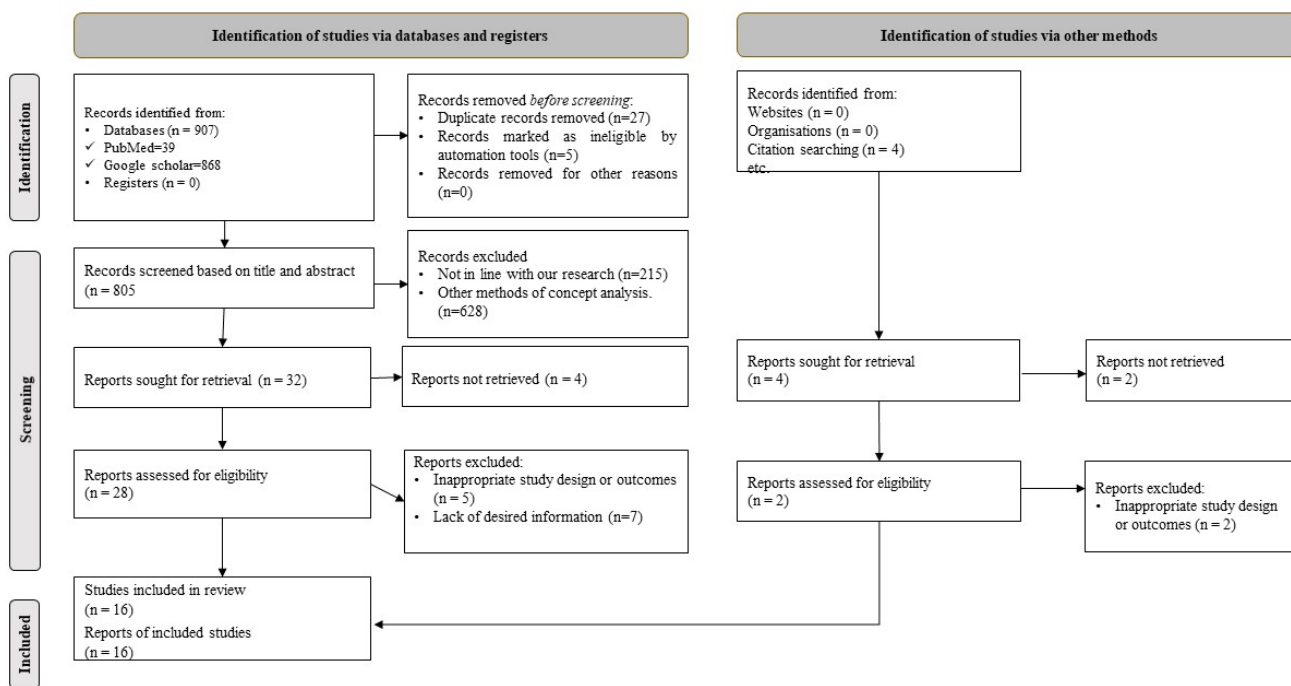 Identification of studies via databases and registers
Identification of studies via other methods
Identification
Records identified from:
• Databases (n = 907)
✓ PubMed=39
✓ Google scholar=868
• Registers (n = 0)
Records removed before screening:
• Duplicate records removed (n=27)
• Records marked as ineligible by
automation tools (n=5)
• Records removed for other reasons
(n=0)
Records identified from:
Websites (n = 0)
Organisations (n = 0)
Citation searching (n = 4)
etc.
Screening
Records screened based on title and abstract
(n = 805
Records excluded
• Not in line with our research (n=215)
• Other methods of concept analysis.
(n=628)
Reports sought for retrieval (n = 32)
Reports not retrieved (n = 4)
Reports sought for retrieval
(n = 4)
Reports not retrieved
(n = 2)
Reports assessed for eligibility
(n = 28)
Reports excluded:
• Inappropriate study design or outcomes
(n = 5)
• Lack of desired information (n=7)
Reports assessed for eligibility
(n = 2)
Reports excluded:
• Inappropriate study design
or outcomes (n = 2)
Included
Studies included in review
(n = 16)
Reports of included studies
(n = 16)